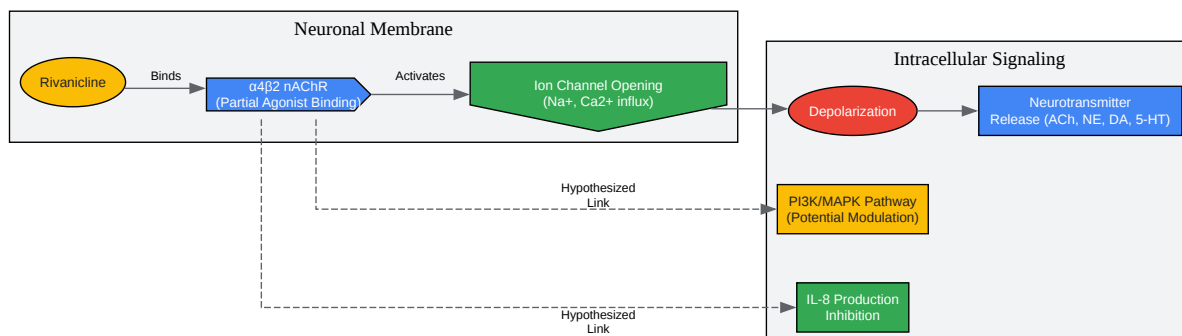 Neuronal Membrane
Rivanicline
Binds
α4β2 nAChR
(Partial Agonist Binding)
Activates
Ion Channel Opening
(Na+, Ca2+ influx)
Intracellular Signaling
Depolarization
Neurotransmitter
Release (ACh, NE, DA, 5-HT)
Hypothesized
Link
PI3K/MAPK Pathway
(Potential Modulation)
Hypothesized
Link
IL-8 Production
Inhibition